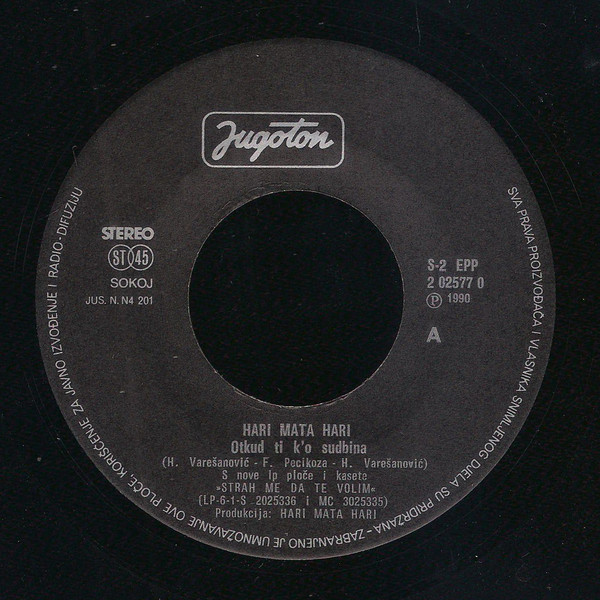 Jugoton
STEREO
ST 45
SOKOJ
JUS. N. N4 201
S-2 EPP
2 02577 0
Ⓟ 1990
A
HARI MATA HARI
Otkud ti k'o sudbina
(H. Varešanović - F. Pecikoza - H. Varešanović)
S nove lp ploče i kasete
»STRAH ME DA TE VOLIM«
(LP-6-1-S 2025336 i MC 3025335)
Produkcija: HARI MATA HARI
SVA PRAVA PROIZVOĐAČA I VLASNIKA SNIMLJENOG DJELA SU PRIDRŽANA - ZABRANJENO JE UMNOŽAVANJE OVE PLOČE, KORIŠĆENJE ZA JAVNO IZVOĐENJE I RADIO-DIFUZIJU